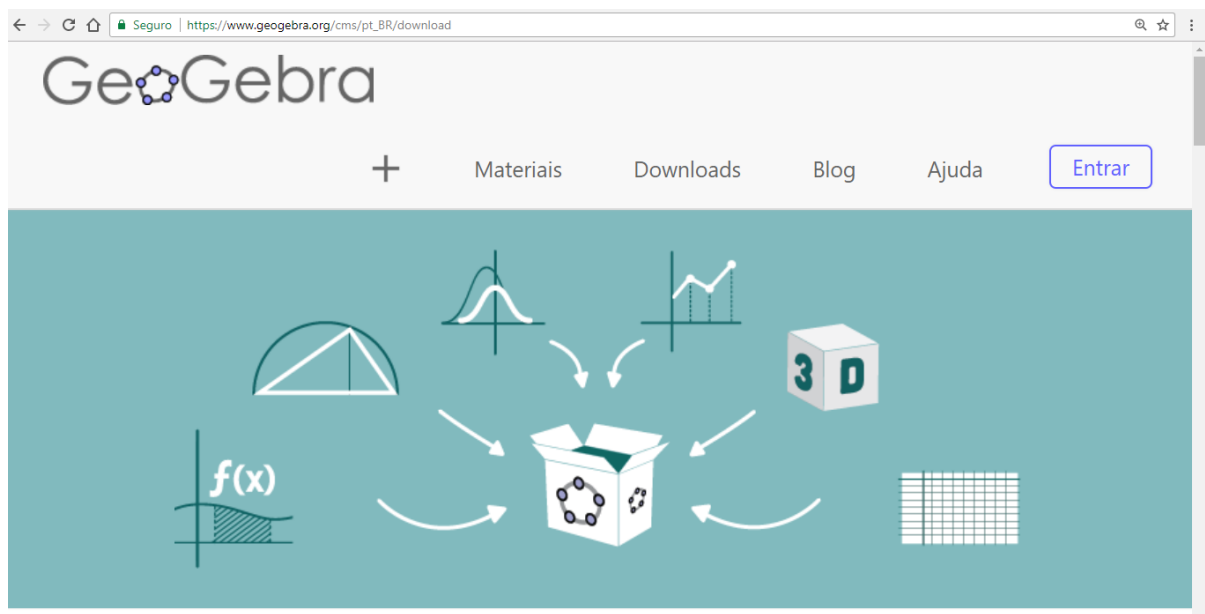 Seguro | https://www.geogebra.org/cms/pt_BR/download
GeoGebra
+ Materiais Downloads Blog Ajuda Entrar
3 D
f(x)